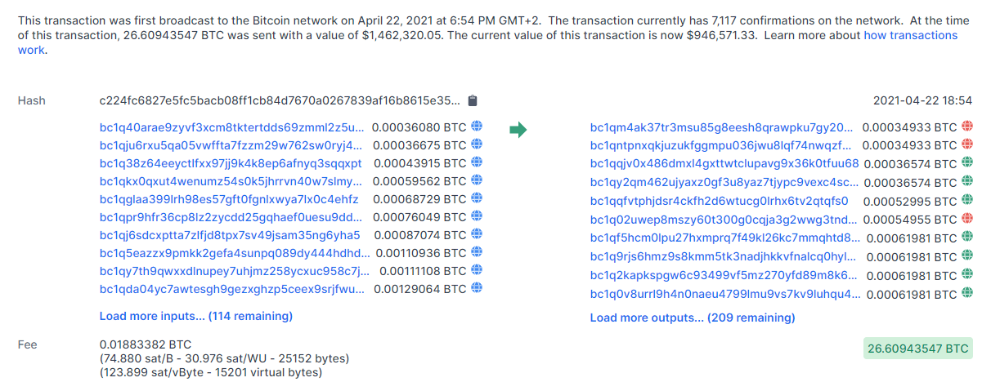 This transaction was first broadcast to the Bitcoin network on April 22, 2021 at 6:54 PM GMT+2.  The transaction currently has 7,117 confirmations on the network.  At the time
of this transaction, 26.60943547 BTC was sent with a value of $1,462,320.05. The current value of this transaction is now $946,571.33.  Learn more about how transactions
work.
Hash c224fc6827e5fc5bacb08ff1cb84d7670a0267839af16b8615e35... 2021-04-22 18:54
bc1q40arae9zyvf3xcm8tktertdds69zmml2z5u... 0.00036080 BTC bc1qm4ak37tr3msu85g8eesh8qrawpku7gy20... 0.00034933 BTC
bc1qju6rxu5qa05vwffta7fzzm29w762sw0ryj4... 0.00036675 BTC bc1qntpnxqkjuzukfggmpu036jwu8lqf74nwqzf... 0.00034933 BTC
bc1q38z64eeyctlfxx97jj9k4k8ep6afnyq3sqqxpt 0.00043915 BTC bc1qqjv0x486dmxl4gxttwtclupavg9x36k0tfuu68 0.00036574 BTC
bc1qkx0qxut4wenumz54s0k5jhrrvn40w7slmy... 0.00059562 BTC bc1qy2qm462ujyaxz0gf3u8yaz7tjypc9vexc4sc... 0.00036574 BTC
bc1qglaa399lrh98es57gft0fgnlxwya7lx0c4ehfz 0.00068729 BTC bc1qqfvtphjdsr4ckfh2d6wtucg0lrhx6tv2qtqfs0 0.00052995 BTC
bc1qpr9hfr36cp8lz2zycdd25gqhaef0uesu9dd... 0.00076049 BTC bc1q02uwep8mszy60t300g0cqja3g2wwg3tnd... 0.00054955 BTC
bc1qj6sdcxptta7zlfjd8tpx7sv49jsam35ng6yha5 0.00087074 BTC bc1qf5hcm0lpu27hxmprq7f49kl26kc7mmqhtd8... 0.00061981 BTC
bc1q5eazzx9pmkk2gefa4sunpq089dy444hdhd... 0.00110936 BTC bc1q9rjs6hmz9s8kmm5tk3nadjhkkvfnalcq0hyl... 0.00061981 BTC
bc1qy7th9qwxxdlnupey7uhjmz258ycxuc958c7j... 0.00111108 BTC bc1q2kapkspgw6c93499vf5mz270yfd89m8k6... 0.00061981 BTC
bc1qda04yc7awtesgh9gezxghzp5ceex9srjfwu... 0.00129064 BTC bc1q0v8urrl9h4n0naeu4799lmu9vs7kv9luhqu4... 0.00061981 BTC
Load more inputs... (114 remaining) Load more outputs... (209 remaining)
Fee 0.01883382 BTC 26.60943547 BTC
(74.880 sat/B - 30.976 sat/WU - 25152 bytes)
(123.899 sat/vByte - 15201 virtual bytes)